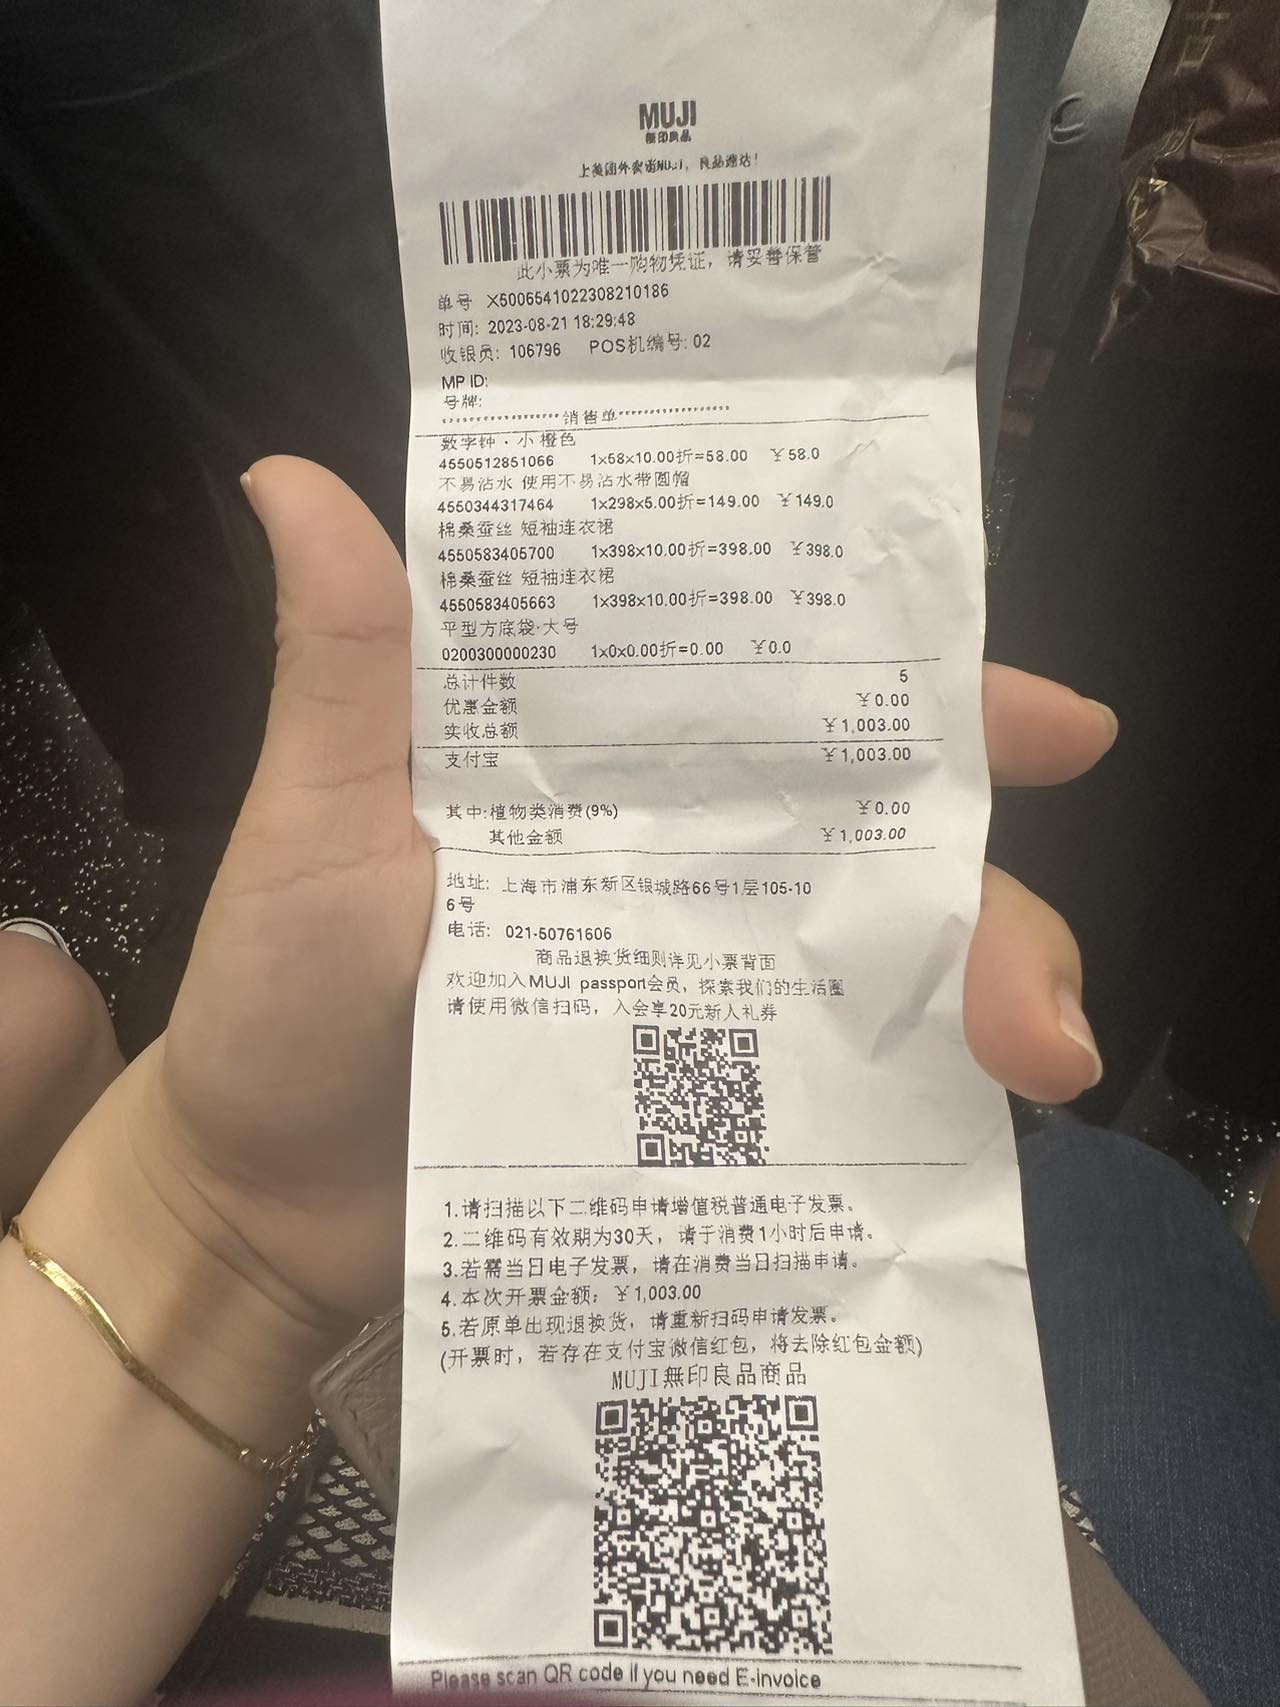 MUJI
無印良品
上美团外卖逛MUJI，良品速达！
此小票为唯一购物凭证，请妥善保管
单号 X5006541022308210186
时间: 2023-08-21 18:29:48
收银员: 106796 POS机编号: 02
MP ID:
号牌:
********************销售单********************
数字钟·小 橙色
4550512851066 1x58x10.00折=58.00 ¥58.0
不易沾水 使用不易沾水带圆帽
4550344317464 1x298x5.00折=149.00 ¥149.0
棉桑蚕丝 短袖连衣裙
4550583405700 1x398x10.00折=398.00 ¥398.0
棉桑蚕丝 短袖连衣裙
4550583405663 1x398x10.00折=398.00 ¥398.0
平型方底袋·大号
0200300000230 1x0x0.00折=0.00 ¥0.0
总计件数 5
优惠金额 ¥0.00
实收总额 ¥1,003.00
支付宝 ¥1,003.00
其中:植物类消费(9%) ¥0.00
其他金额 ¥1,003.00
地址: 上海市浦东新区银城路66号1层105-10
6号
电话: 021-50761606
商品退换货细则详见小票背面
欢迎加入MUJI passport会员，探索我们的生活圈
请使用微信扫码，入会享20元新人礼券
1.请扫描以下二维码申请增值税普通电子发票。
2.二维码有效期为30天，请于消费1小时后申请。
3.若需当日电子发票，请在消费当日扫描申请。
4.本次开票金额：¥1,003.00
5.若原单出现退换货，请重新扫码申请发票。
(开票时，若存在支付宝微信红包，将去除红包金额)
MUJI無印良品商品
Please scan QR code if you need E-invoice